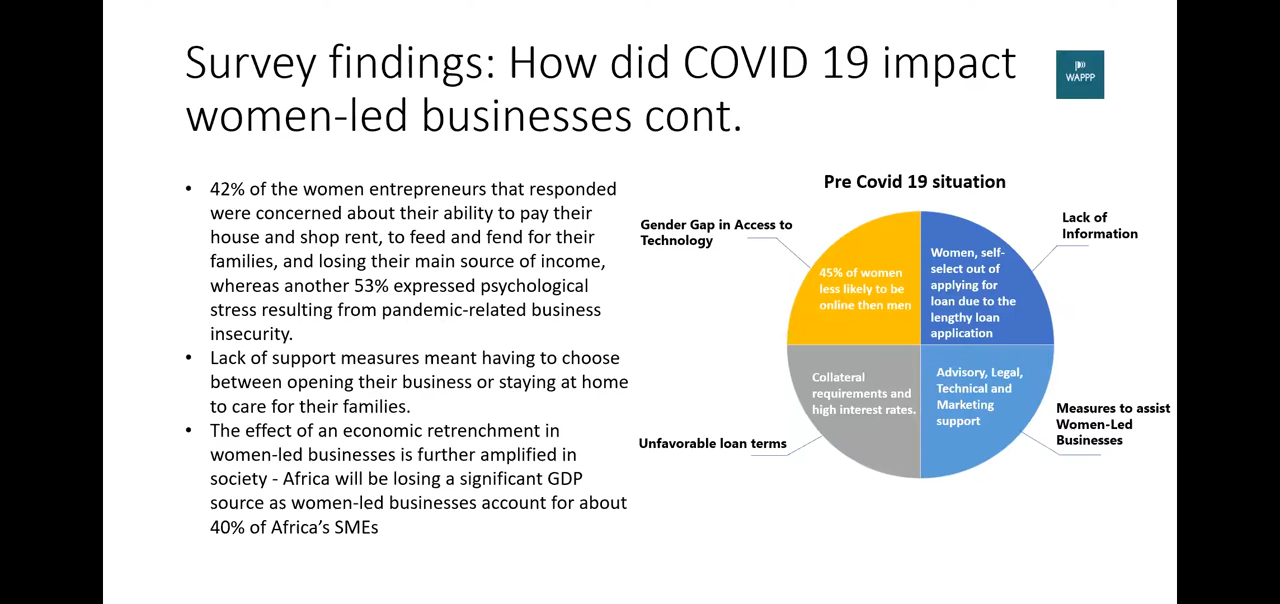 Survey findings: How did COVID 19 impact
women-led businesses cont.
WAPPP
• 42% of the women entrepreneurs that responded
were concerned about their ability to pay their
house and shop rent, to feed and fend for their
families, and losing their main source of income,
whereas another 53% expressed psychological
stress resulting from pandemic-related business
insecurity.
• Lack of support measures meant having to choose
between opening their business or staying at home
to care for their families.
• The effect of an economic retrenchment in
women-led businesses is further amplified in
society - Africa will be losing a significant GDP
source as women-led businesses account for about
40% of Africa’s SMEs
Pre Covid 19 situation
Gender Gap in Access to
Technology
45% of women
less likely to be
online then men
Lack of
Information
Women, self-
select out of
applying for
loan due to the
lengthy loan
application
Collateral
requirements and
high interest rates.
Unfavorable loan terms
Advisory, Legal,
Technical and
Marketing
support
Measures to assist
Women-Led
Businesses